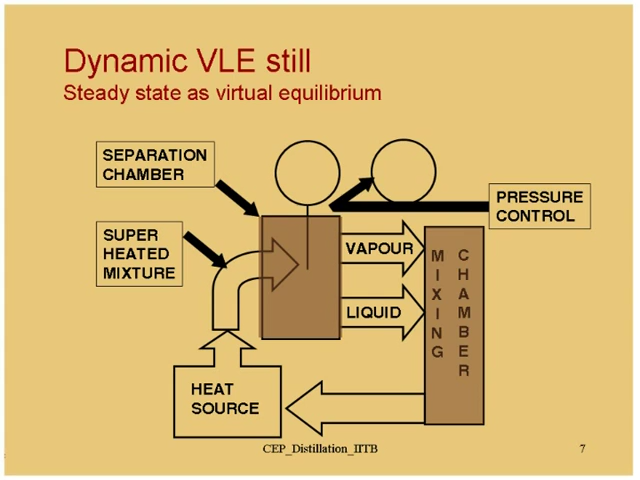 Dynamic VLE still
Steady state as virtual equilibrium
SEPARATION
CHAMBER
PRESSURE
CONTROL
SUPER
HEATED
MIXTURE
VAPOUR
LIQUID
MIXING
CHAMBER
HEAT
SOURCE
CEP_Distillation_IITB
7